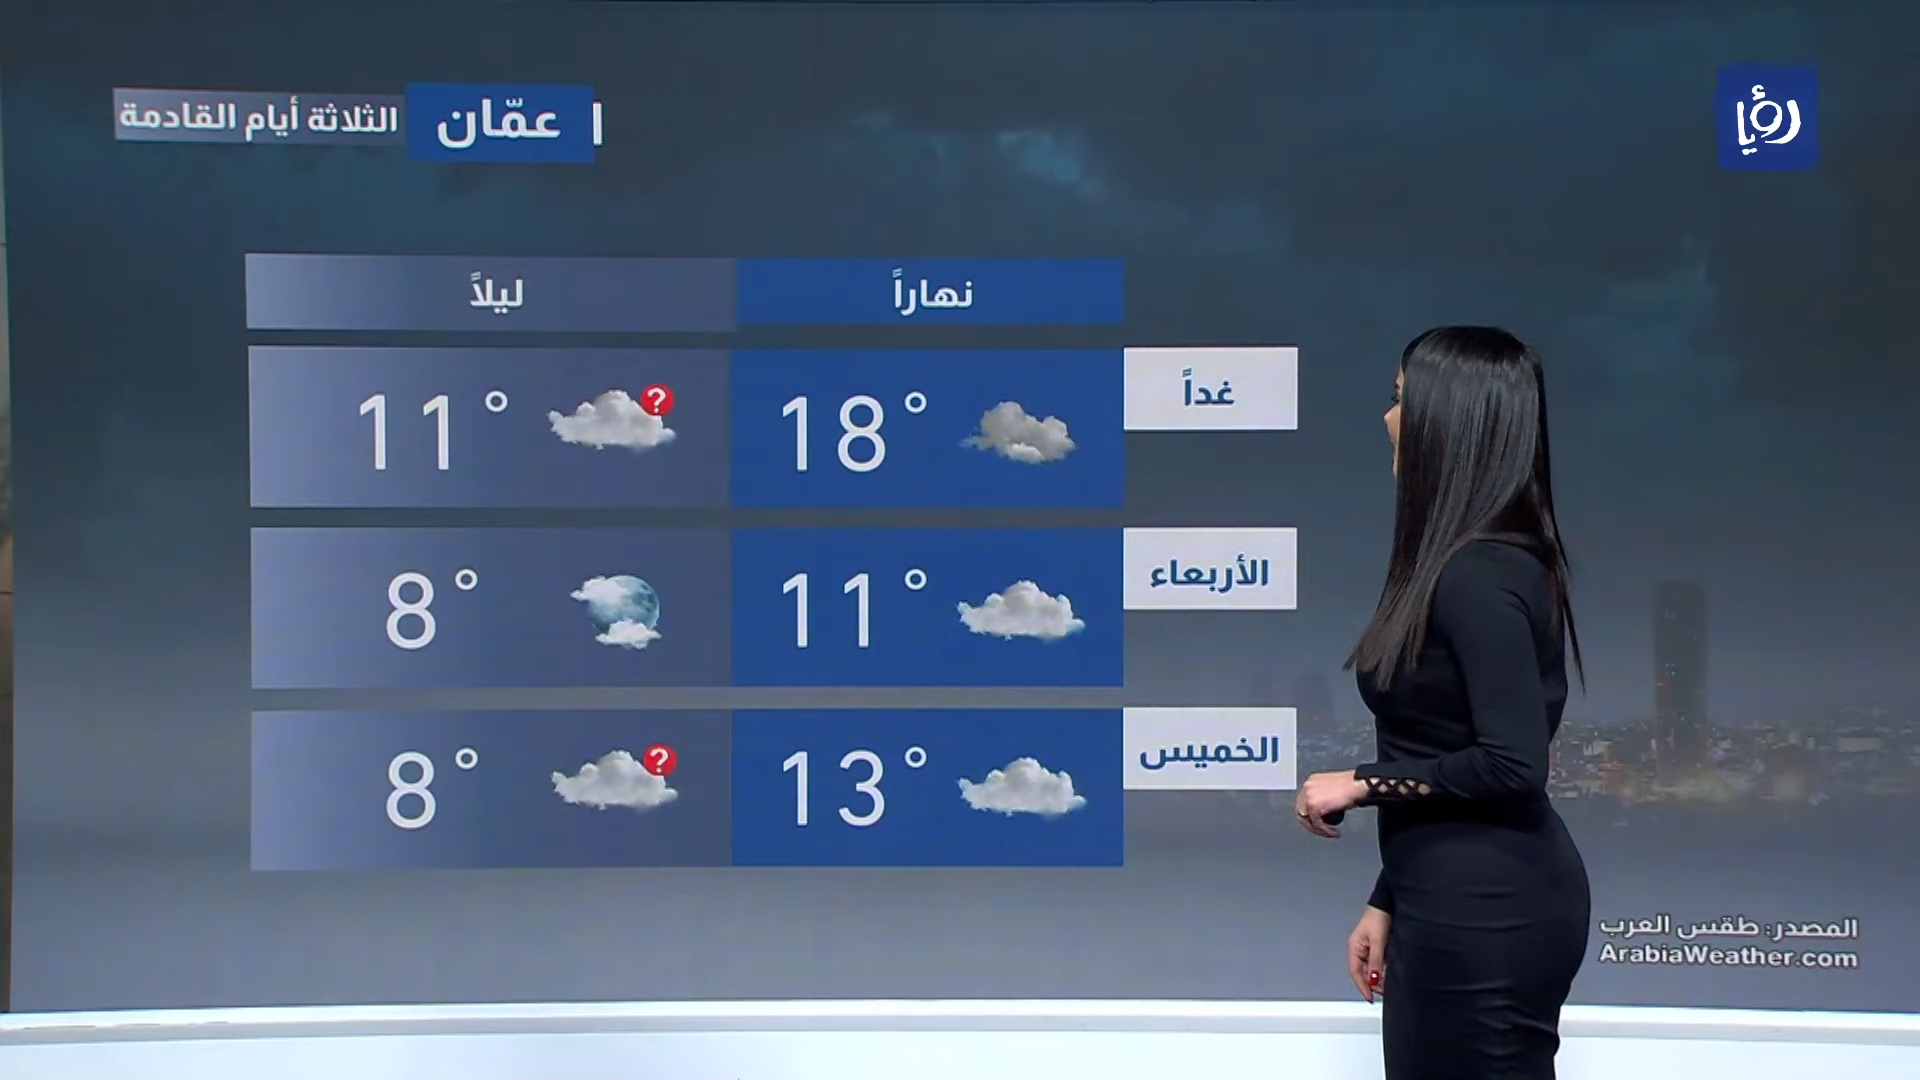 عمّان
الثلاثة أيام القادمة
رؤيا
نهاراً ليلاً
غداً 18° 11° ?
الأربعاء 11° 8°
الخميس 13° 8° ?
المصدر: طقس العرب
ArabiaWeather.com